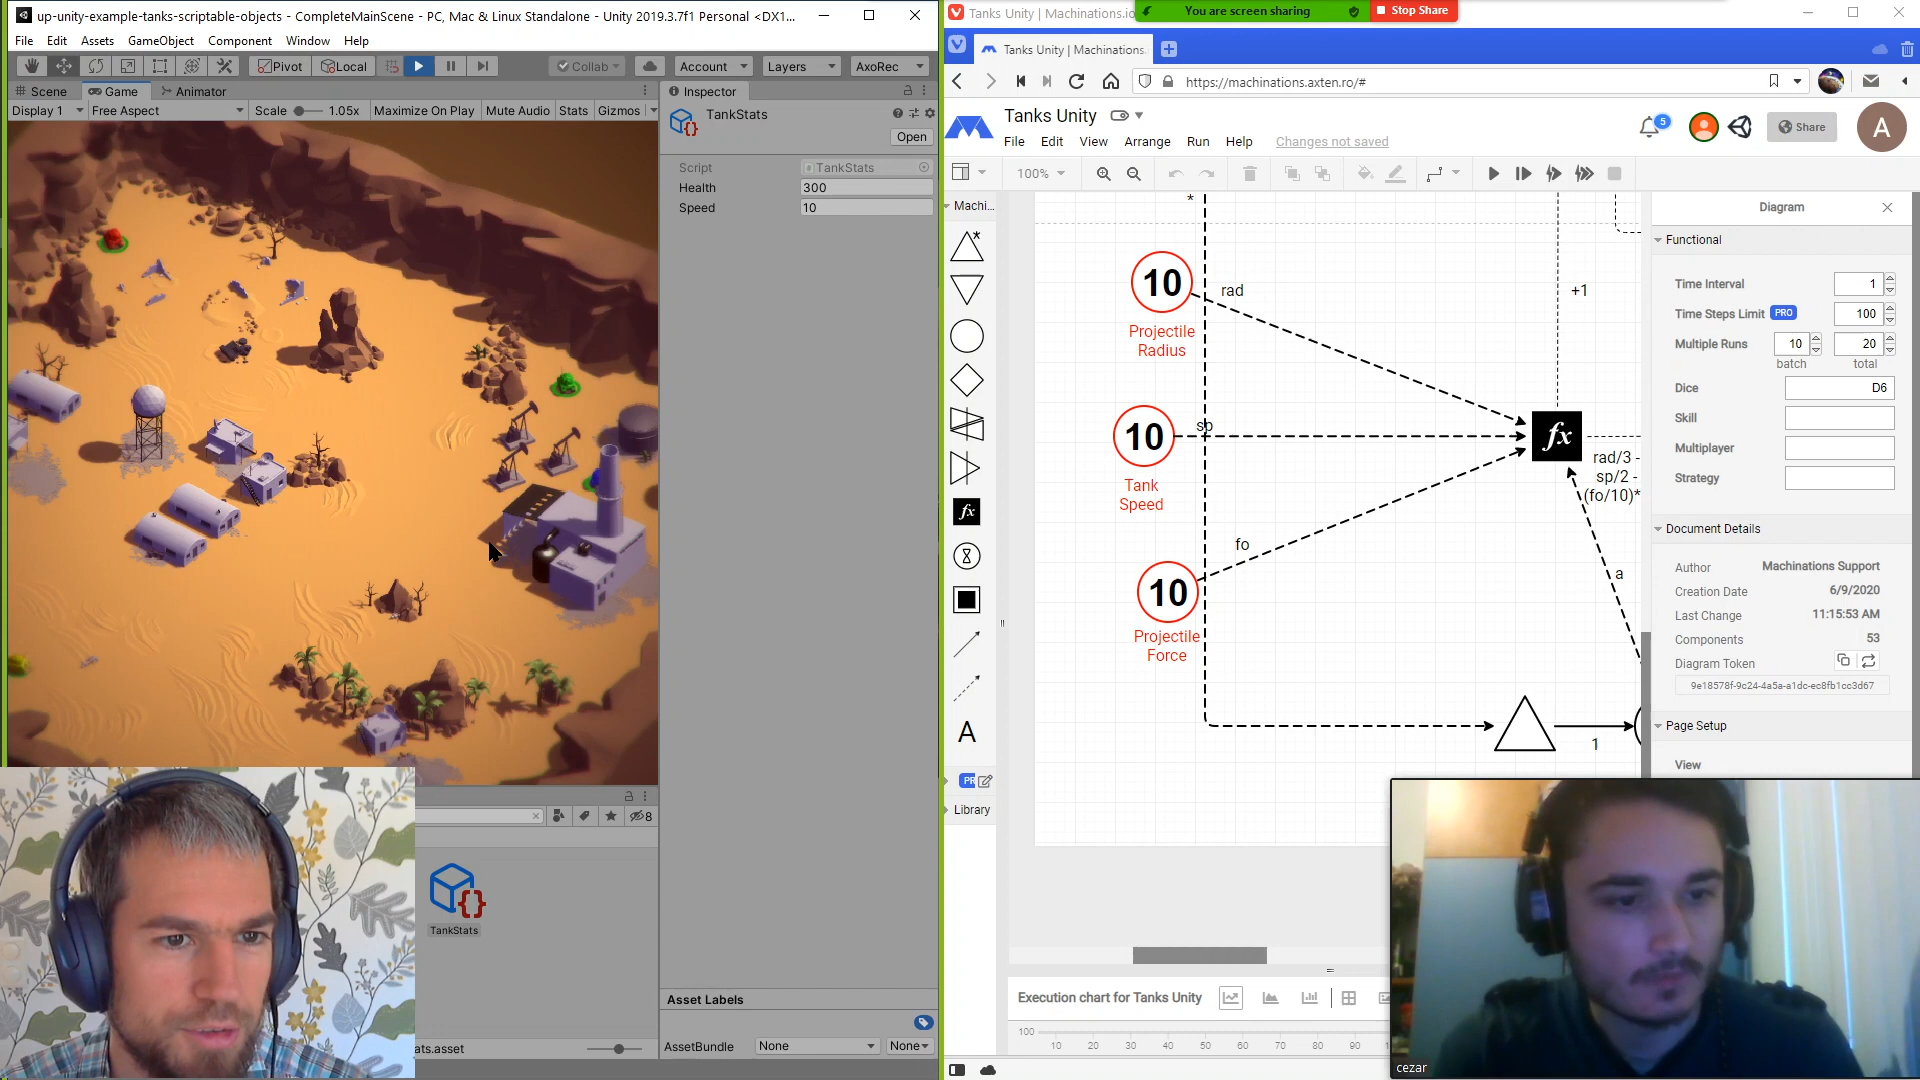 up-unity-example-tanks-scriptable-objects - CompleteMainScene - PC, Mac & Linux Standalone - Unity 2019.3.7f1 Personal <DX1...
File Edit Assets GameObject Component Window Help
Pivot Local Collab Account Layers AxoRec
Scene Game Animator
Display 1 Free Aspect Scale 1.05x Maximize On Play Mute Audio Stats Gizmos
Inspector
TankStats
Open
Script TankStats
Health 300
Speed 10
8
TankStats
ats.asset
Asset Labels
AssetBundle None None
Tanks Unity | Machinations.io
You are screen sharing
Stop Share
Tanks Unity | Machinations.
https://machinations.axten.ro/#
Tanks Unity
File Edit View Arrange Run Help Changes not saved
5
Share
A
100%
Machi...
*
fx
A
PR
Library
10
rad
Projectile
Radius
10
sp
Tank
Speed
10
fo
Projectile
Force
+1
fx
rad/3 -
sp/2 -
(fo/10)*
a
1
Diagram
Functional
Time Interval 1
Time Steps Limit PRO 100
Multiple Runs 10 20
batch total
Dice D6
Skill
Multiplayer
Strategy
Document Details
Author Machinations Support
Creation Date 6/9/2020
Last Change 11:15:53 AM
Components 53
Diagram Token
9e18578f-9c24-4a5a-a1dc-ec8fb1cc3d67
Page Setup
View
Execution chart for Tanks Unity
100
10 20 30 40 50 60 70 80 90
cezar